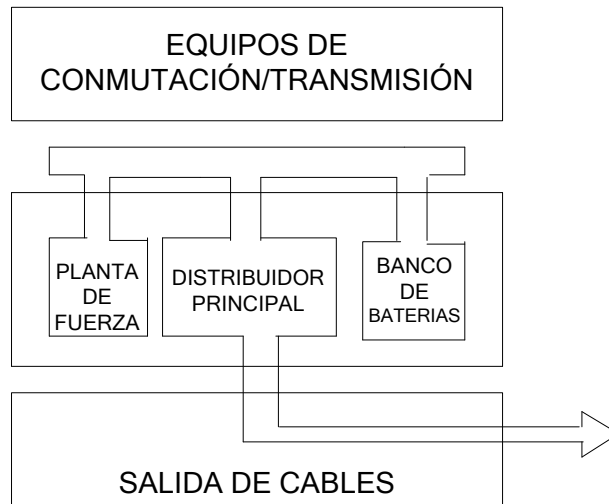 EQUIPOS DE
CONMUTACIÓN/TRANSMISIÓN
PLANTA
DE
FUERZA
DISTRIBUIDOR
PRINCIPAL
BANCO
DE
BATERIAS
SALIDA DE CABLES